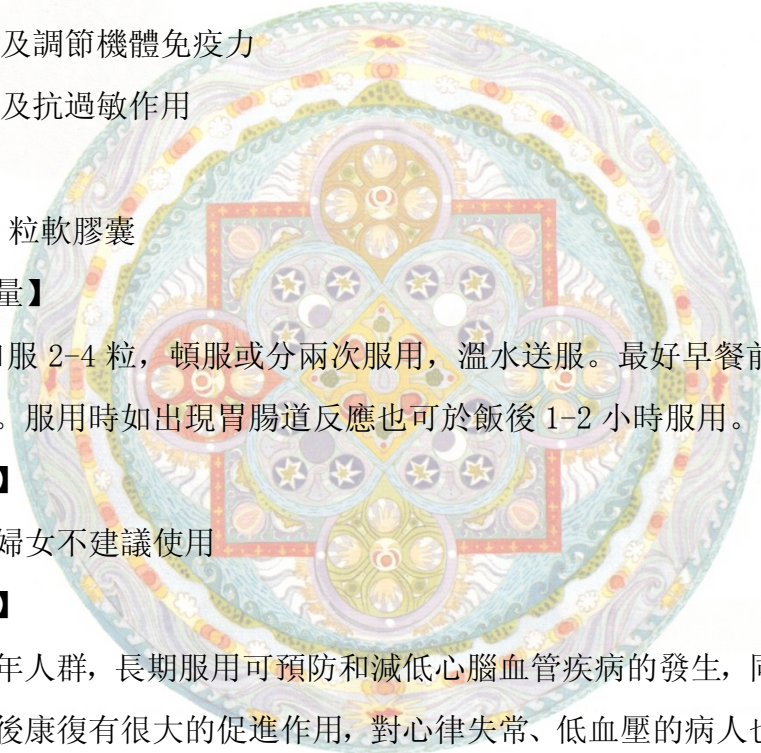 及調節機體免疫力
及抗過敏作用
粒軟膠囊
量】
服 2-4 粒，頓服或分兩次服用，溫水送服。最好早餐前
。服用時如出現胃腸道反應也可於飯後 1-2 小時服用。
】
婦女不建議使用
】
年人群，長期服用可預防和減低心腦血管疾病的發生，同
後康復有很大的促進作用，對心律失常、低血壓的病人也